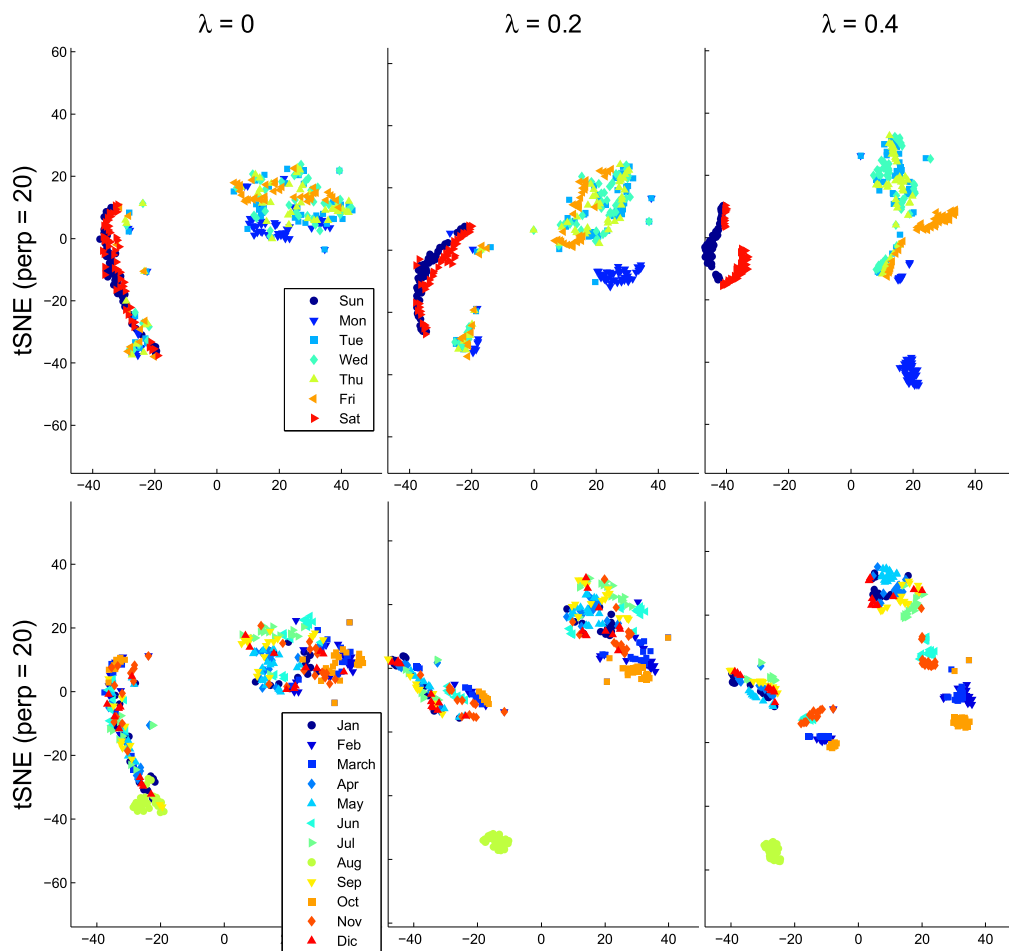 λ = 0 λ = 0.2 λ = 0.4
tSNE (perp = 20)
60
40
20
0
−20
−40
−60
Sun
Mon
Tue
Wed
Thu
Fri
Sat
−40 −20 0 20 40 −40 −20 0 20 40 −40 −20 0 20 40
tSNE (perp = 20)
40
20
0
−20
−40
−60
Jan
Feb
March
Apr
May
Jun
Jul
Aug
Sep
Oct
Nov
Dic
−40 −20 0 −40 −20 0 20 40 −40 −20 0 20 40